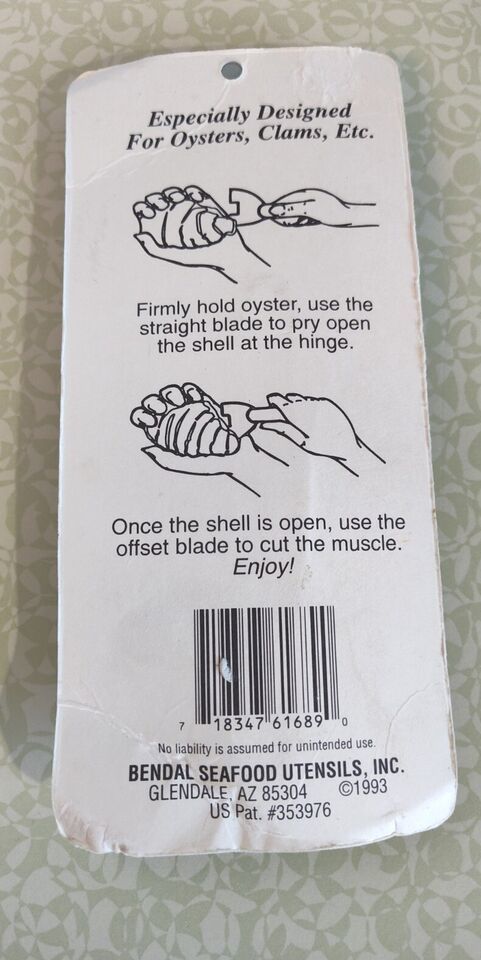 Especially Designed
For Oysters, Clams, Etc.
Firmly hold oyster, use the
straight blade to pry open
the shell at the hinge.
Once the shell is open, use the
offset blade to cut the muscle.
Enjoy!
7 18347 61689 0
No liability is assumed for unintended use.
BENDAL SEAFOOD UTENSILS, INC.
GLENDALE, AZ 85304 ©1993
US Pat. #353976